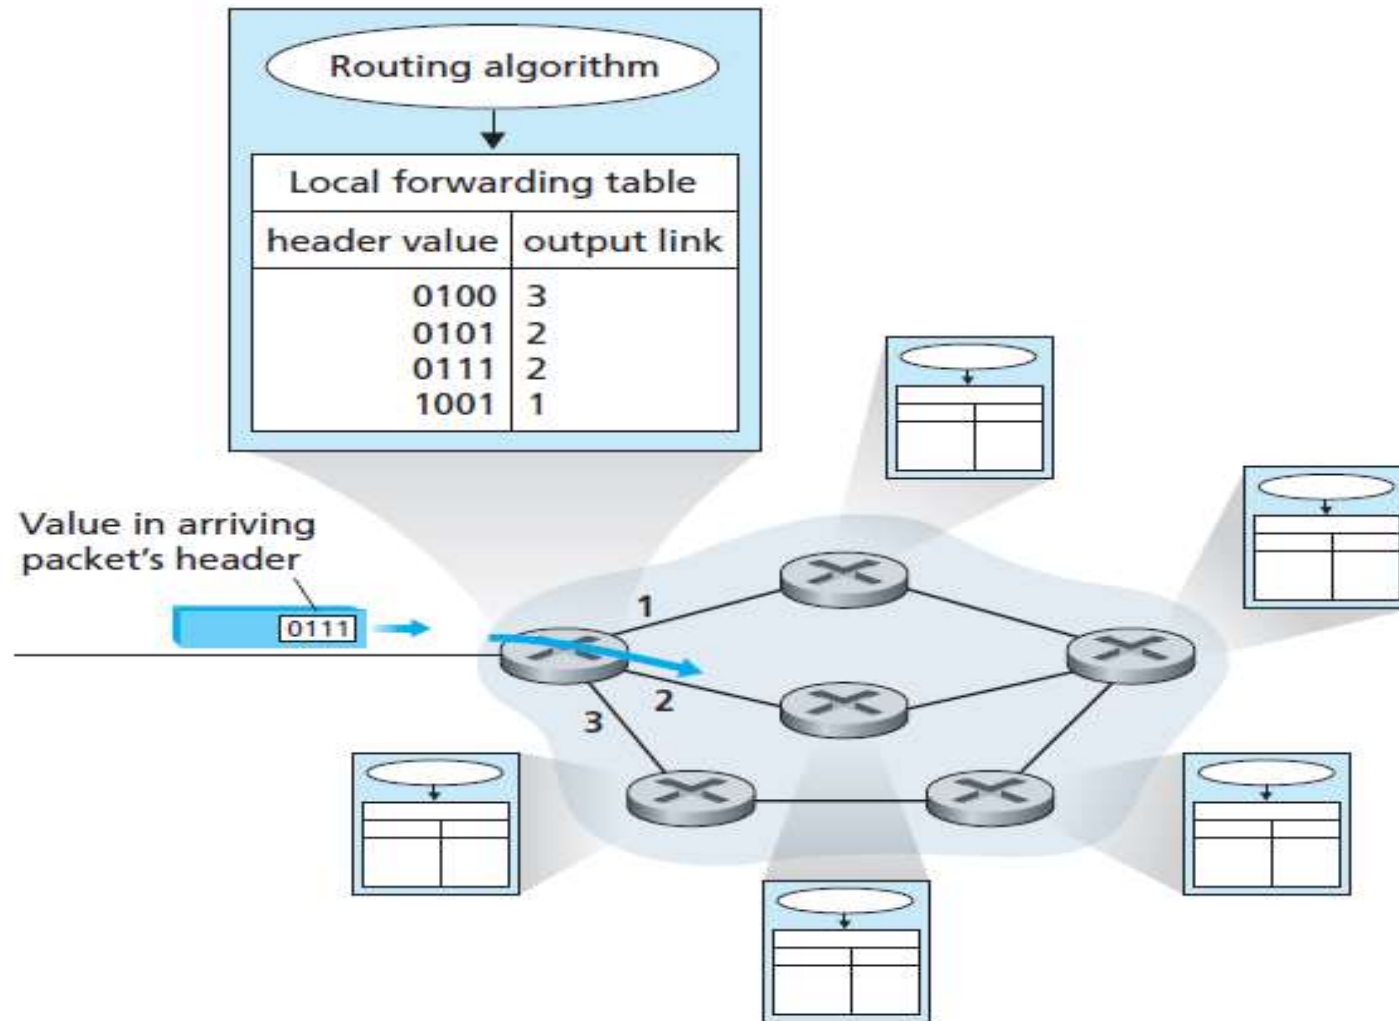 Routing algorithm
Local forwarding table
header value output link
0100 3
0101 2
0111 2
1001 1
Value in arriving
packet's header
0111
1
2
3